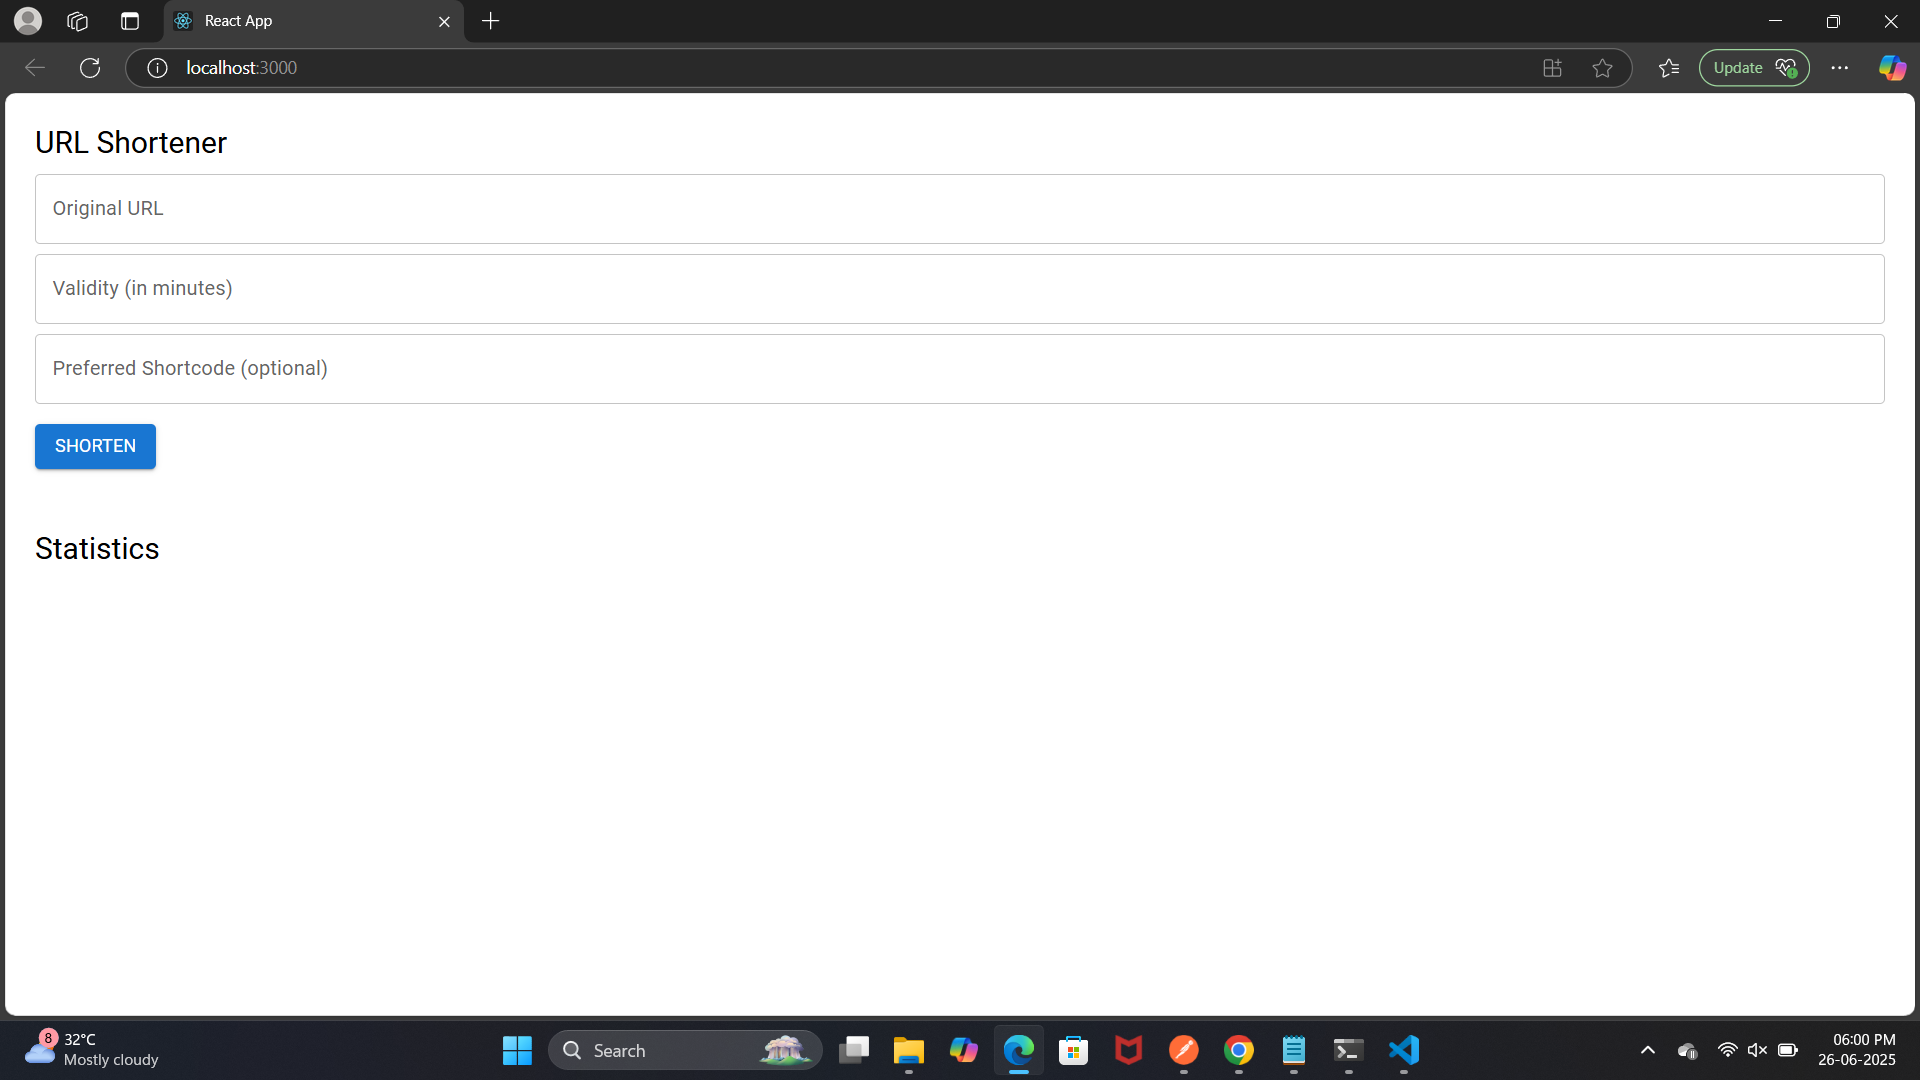 React App
localhost:3000
Update
URL Shortener
Original URL
Validity (in minutes)
Preferred Shortcode (optional)
SHORTEN
Statistics
8
32°C
Mostly cloudy
Search
06:00 PM
26-06-2025